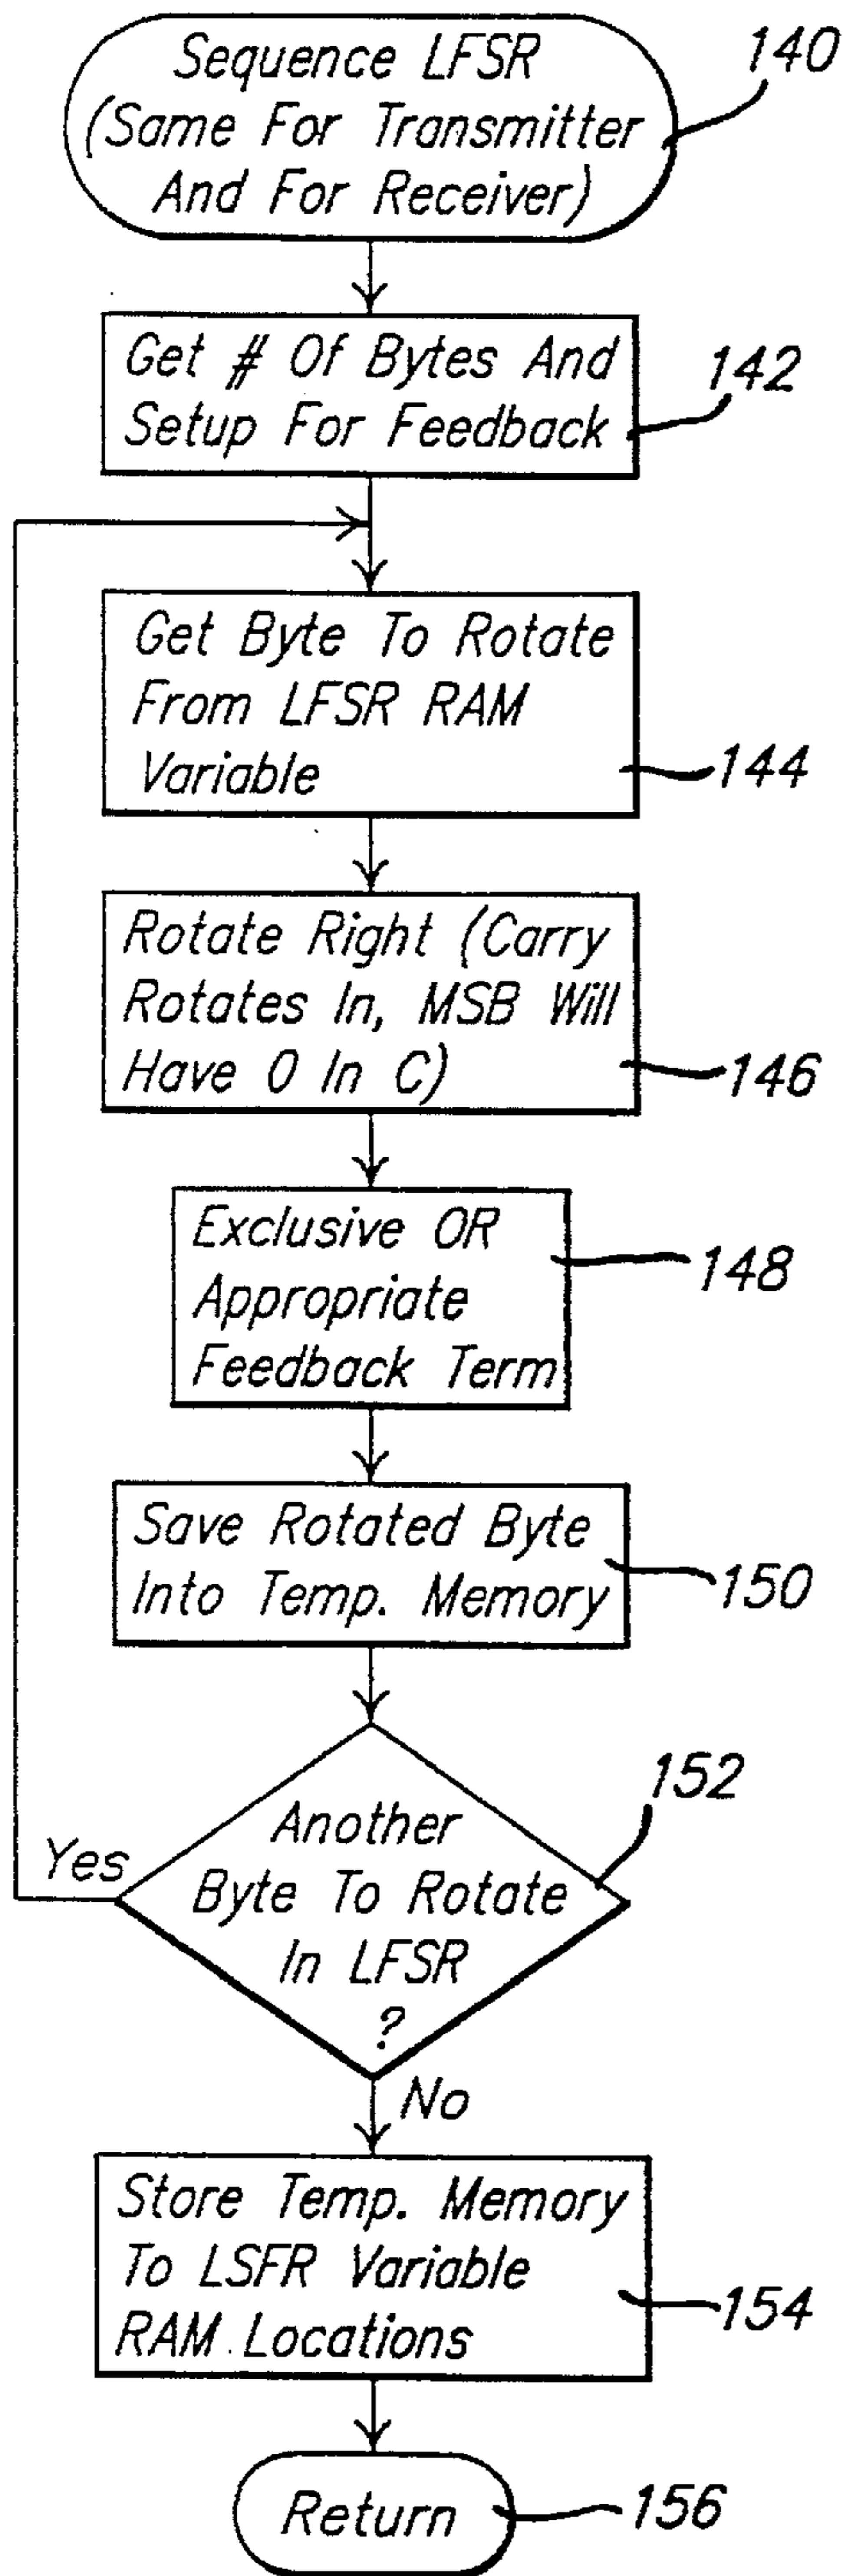 Sequence LFSR
(Same For Transmitter
And For Receiver)
140
Get # Of Bytes And
Setup For Feedback
142
Get Byte To Rotate
From LFSR RAM
Variable
144
Rotate Right (Carry
Rotates In, MSB Will
Have 0 In C)
146
Exclusive OR
Appropriate
Feedback Term
148
Save Rotated Byte
Into Temp. Memory
150
152
Another
Byte To Rotate
In LFSR
?
Yes
No
Store Temp. Memory
To LSFR Variable
RAM Locations
154
Return
156